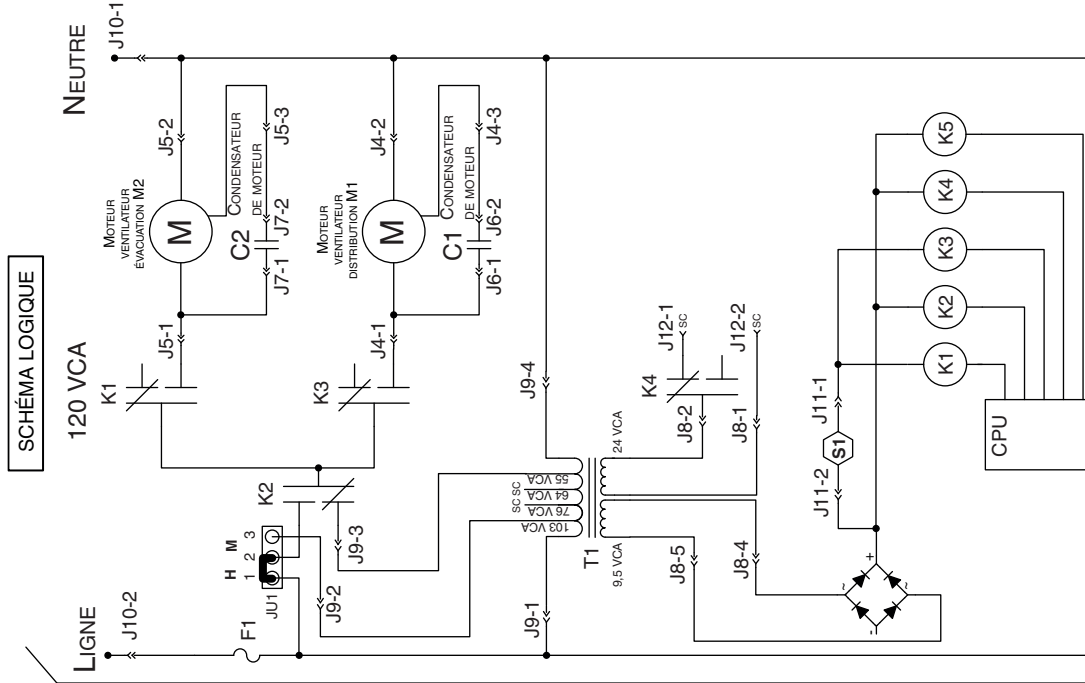 SCHÉMA LOGIQUE
120 VCA
LIGNE
J10-2
NEUTRE
J10-1
F1
H M
1 2 3
JU1
K2
J9-3
J9-2
K1
J5-1
MOTEUR
VENTILATEUR
ÉVACUATION M2
M
J5-2
CONDENSATEUR
DE MOTEUR
C2
J7-1
J7-2
J5-3
K3
J4-1
MOTEUR
VENTILATEUR
DISTRIBUTION M1
M
J4-2
CONDENSATEUR
DE MOTEUR
C1
J6-1
J6-2
J4-3
J9-1
J9-4
103 VCA
76 VCA
64 VCA
55 VCA
SC SC
T1
9,5 VCA
24 VCA
J8-5
J8-4
J8-2
J8-1
K4
J12-1
SC
J12-2
SC
J11-2
S1
J11-1
+
-
~
~
K1
K2
K3
K4
K5
CPU